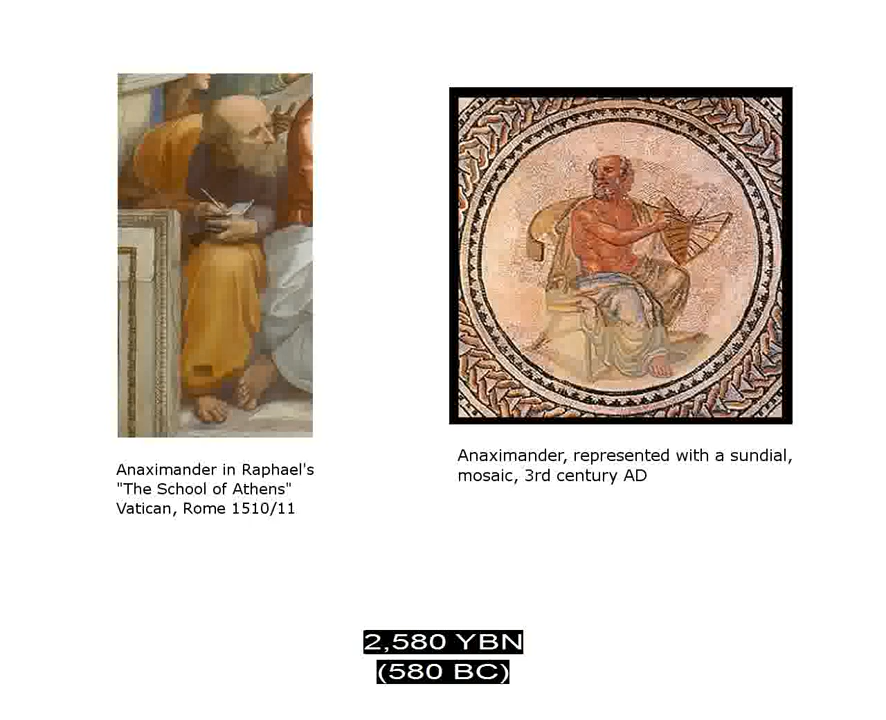 Anaximander in Raphael's
"The School of Athens"
Vatican, Rome 1510/11
Anaximander, represented with a sundial,
mosaic, 3rd century AD
2,580 YBN
(580 BC)